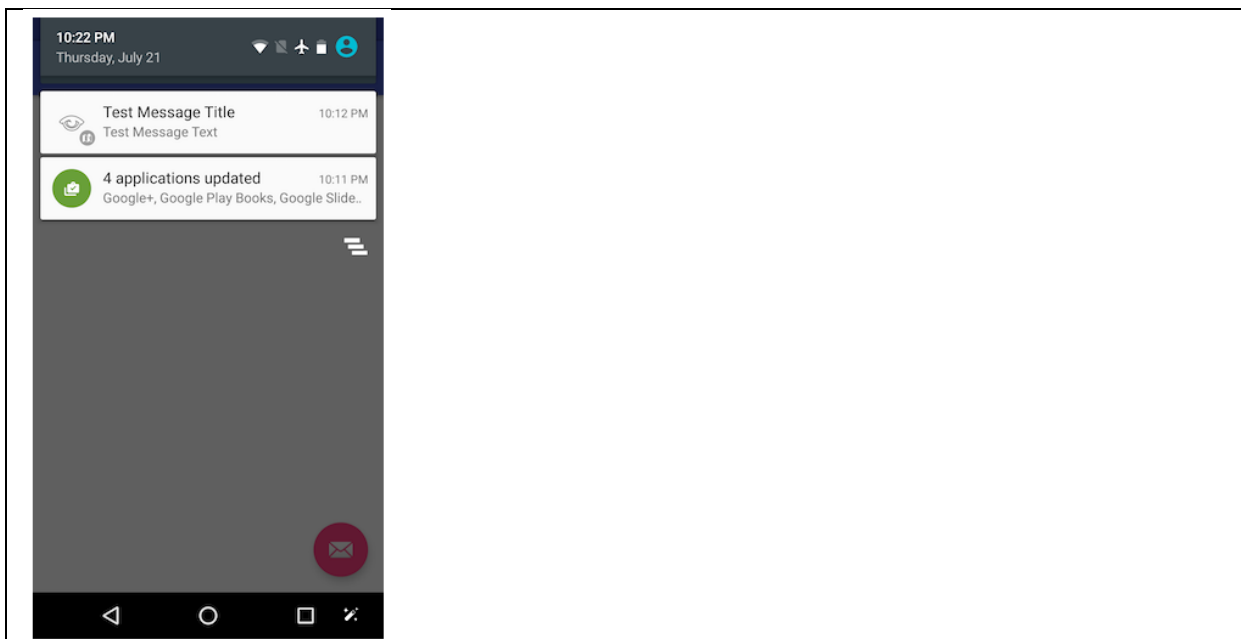 10:22 PM
Thursday, July 21
Test Message Title 10:12 PM
Test Message Text
4 applications updated 10:11 PM
Google+, Google Play Books, Google Slide..